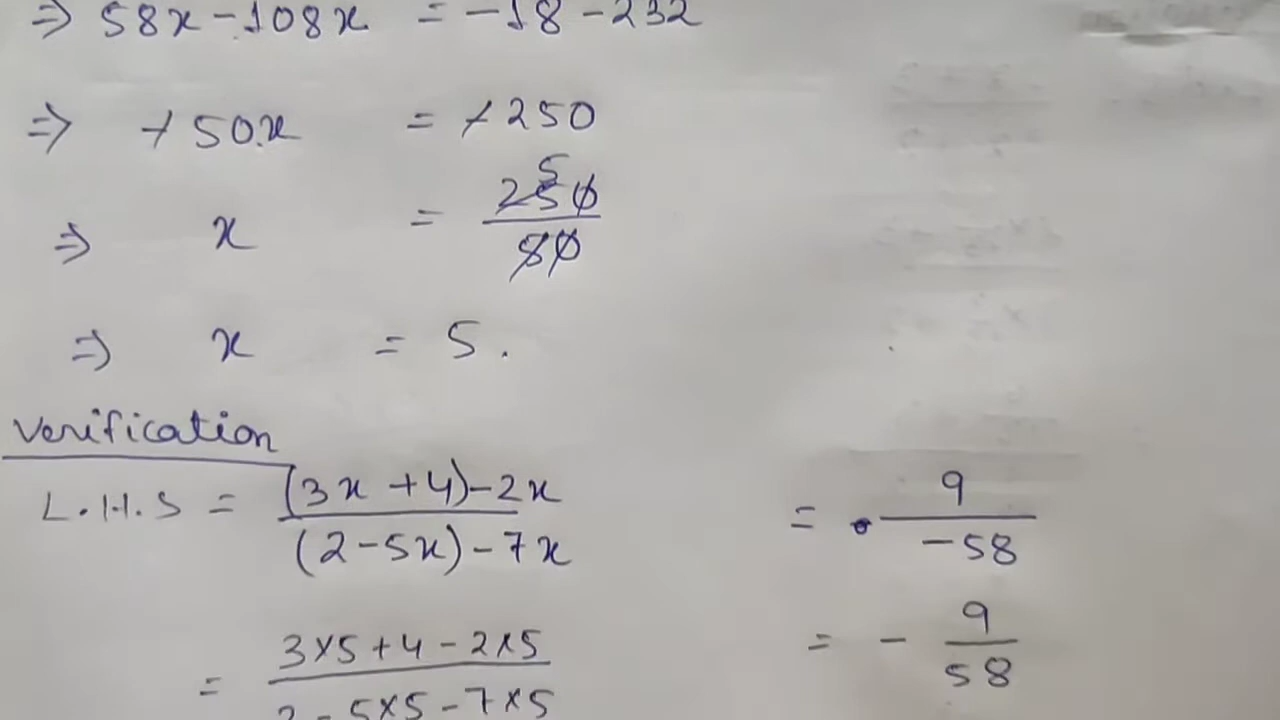 ⇒ 58x - 108x = -18 - 232
⇒ -50x = -250
⇒ x = 250/50
5
⇒ x = 5.
Verification
L.H.S = (3x + 4) - 2x / (2 - 5x) - 7x
= 3×5 + 4 - 2×5 / 2 - 5×5 - 7×5
= 9/-58
= - 9/58